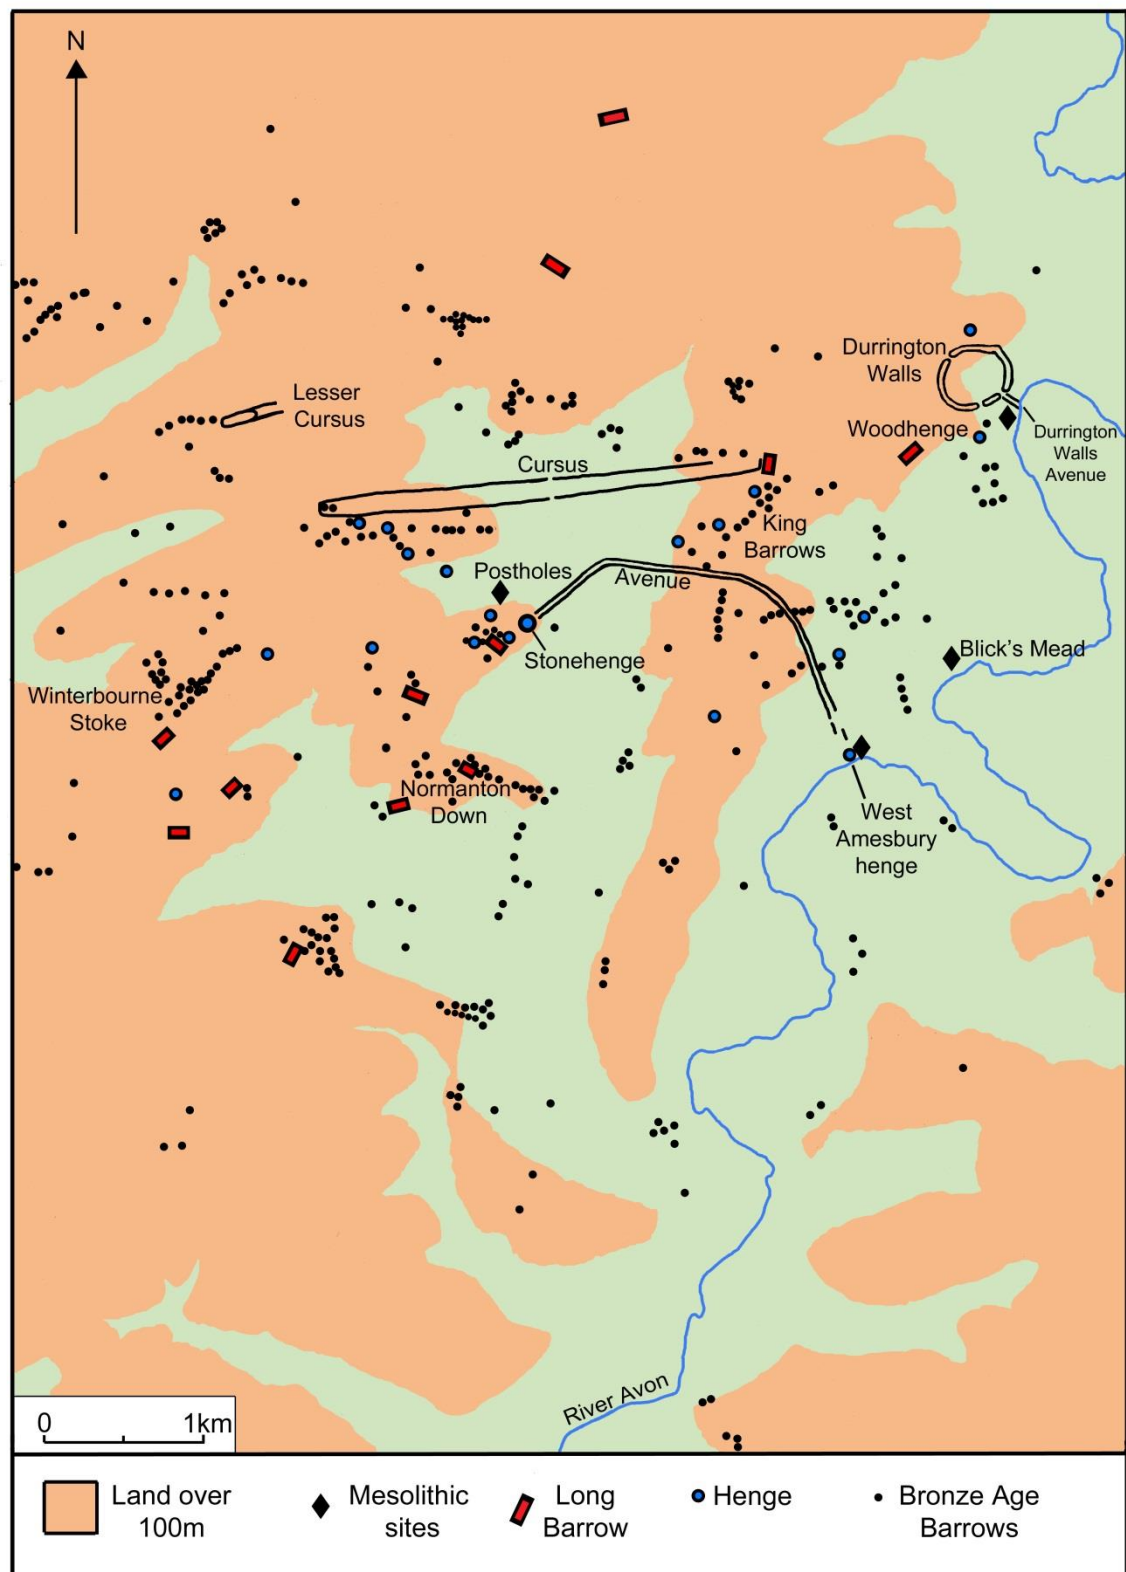 N
Lesser
Cursus
Durrington
Walls
Woodhenge
Durrington
Walls
Avenue
Cursus
King
Barrows
Postholes
Avenue
Stonehenge
Blick's Mead
Winterbourne
Stoke
Normanton
Down
West
Amesbury
henge
River Avon
0
1km
Land over
100m
Mesolithic
sites
Long
Barrow
Henge
Bronze Age
Barrows